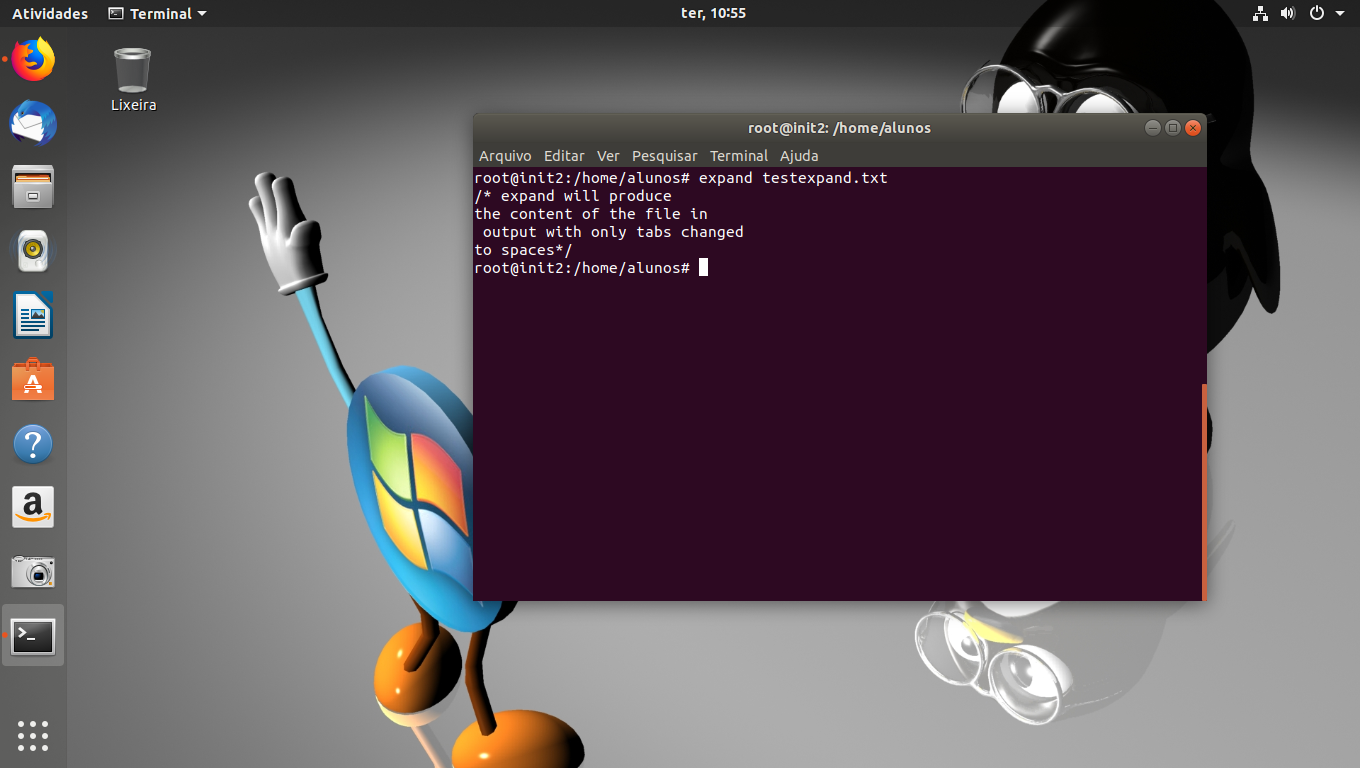 Atividades
Terminal
ter, 10:55
Lixeira
root@init2: /home/alunos
Arquivo Editar Ver Pesquisar Terminal Ajuda
root@init2:/home/alunos# expand testexpand.txt
/* expand will produce
the content of the file in
 output with only tabs changed
to spaces*/
root@init2:/home/alunos#